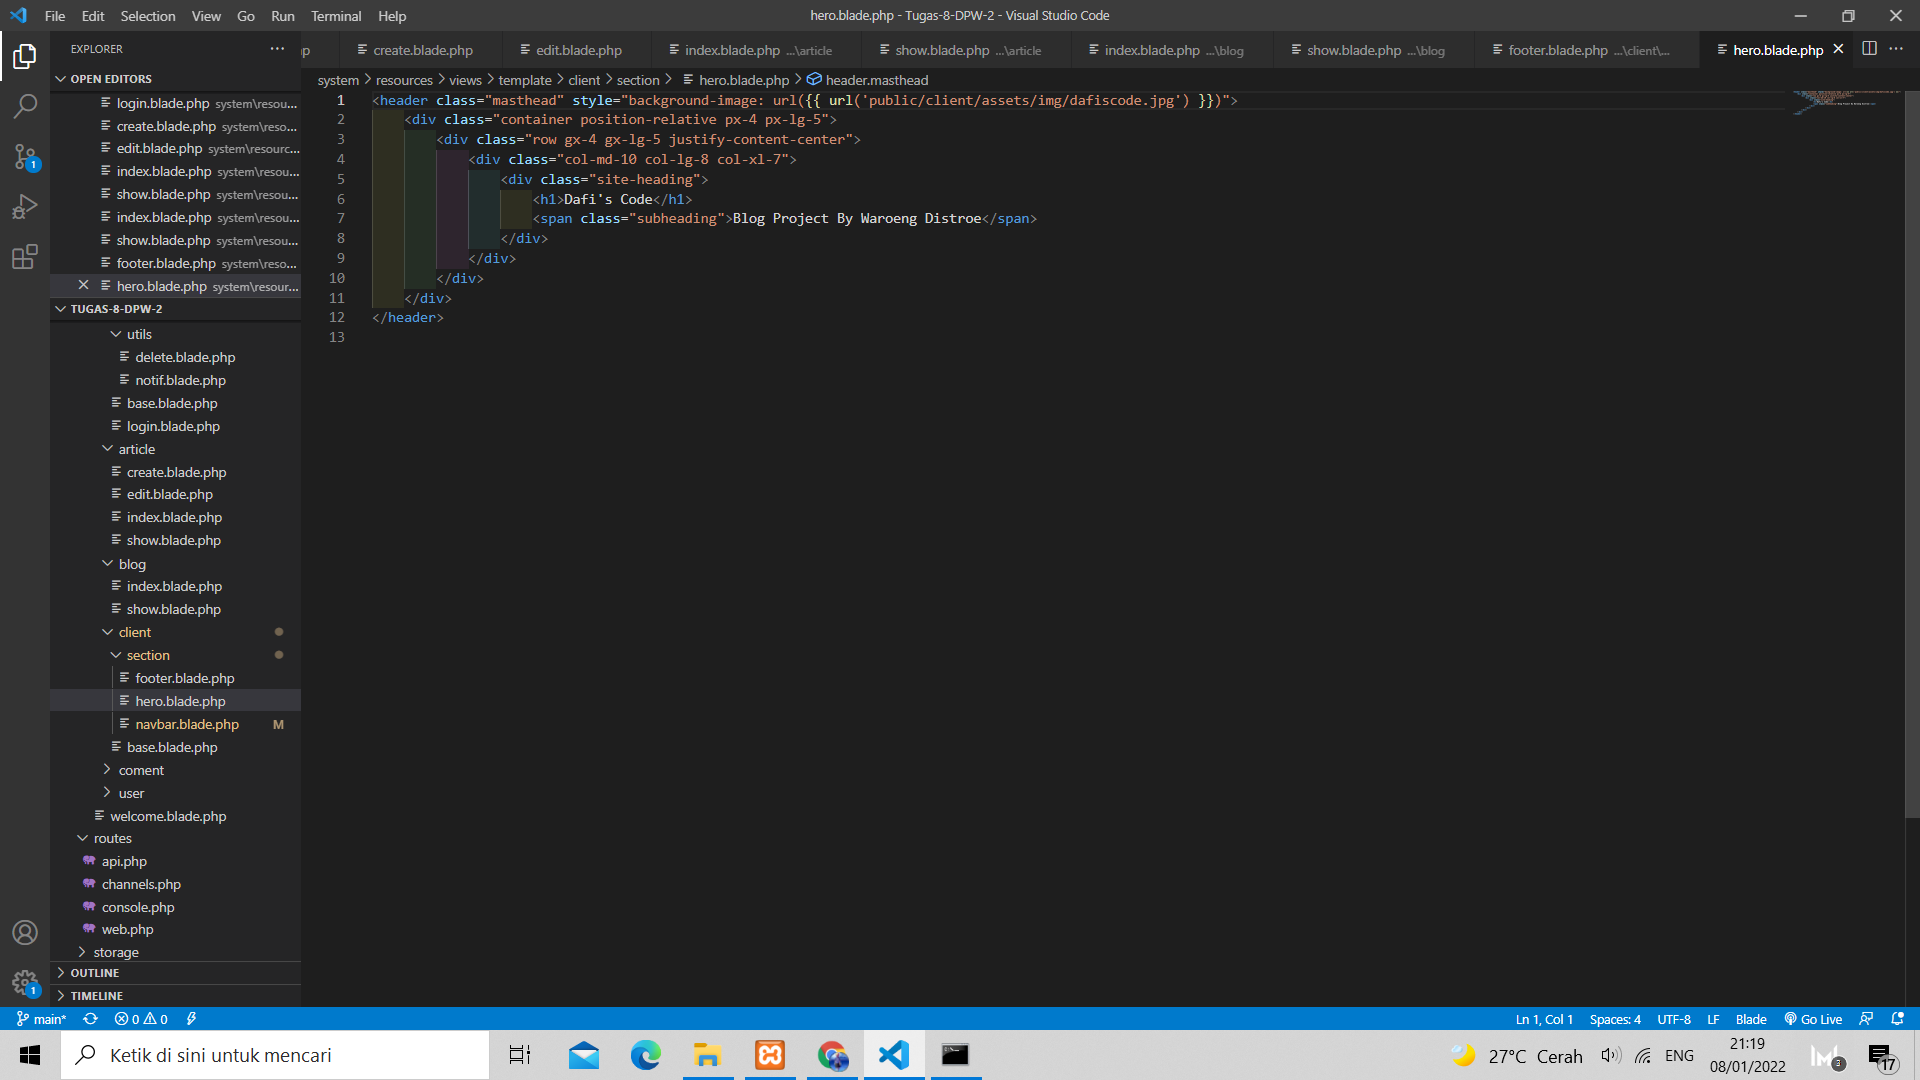 File Edit Selection View Go Run Terminal Help
hero.blade.php - Tugas-8-DPW-2 - Visual Studio Code
EXPLORER
OPEN EDITORS
login.blade.php system\resou...
create.blade.php system\reso...
edit.blade.php system\resourc...
index.blade.php system\resou...
show.blade.php system\resou...
index.blade.php system\resou...
show.blade.php system\resou...
footer.blade.php system\reso...
hero.blade.php system\resour...
TUGAS-8-DPW-2
utils
delete.blade.php
notif.blade.php
base.blade.php
login.blade.php
article
create.blade.php
edit.blade.php
index.blade.php
show.blade.php
blog
index.blade.php
show.blade.php
client
section
footer.blade.php
hero.blade.php
navbar.blade.php M
base.blade.php
coment
user
welcome.blade.php
routes
api.php
channels.php
console.php
web.php
storage
OUTLINE
TIMELINE
p create.blade.php edit.blade.php index.blade.php ...\article show.blade.php ...\article index.blade.php ...\blog show.blade.php ...\blog footer.blade.php ...\client\... hero.blade.php
system > resources > views > template > client > section > hero.blade.php > header.masthead
1 <header class="masthead" style="background-image: url({{ url('public/client/assets/img/dafiscode.jpg') }})">
2 <div class="container position-relative px-4 px-lg-5">
3 <div class="row gx-4 gx-lg-5 justify-content-center">
4 <div class="col-md-10 col-lg-8 col-xl-7">
5 <div class="site-heading">
6 <h1>Dafi's Code</h1>
7 <span class="subheading">Blog Project By Waroeng Distroe</span>
8 </div>
9 </div>
10 </div>
11 </div>
12 </header>
13
1
1
main* 0 0
Ln 1, Col 1 Spaces: 4 UTF-8 LF Blade Go Live
Ketik di sini untuk mencari
27°C Cerah ENG
21:19
08/01/2022
3
17